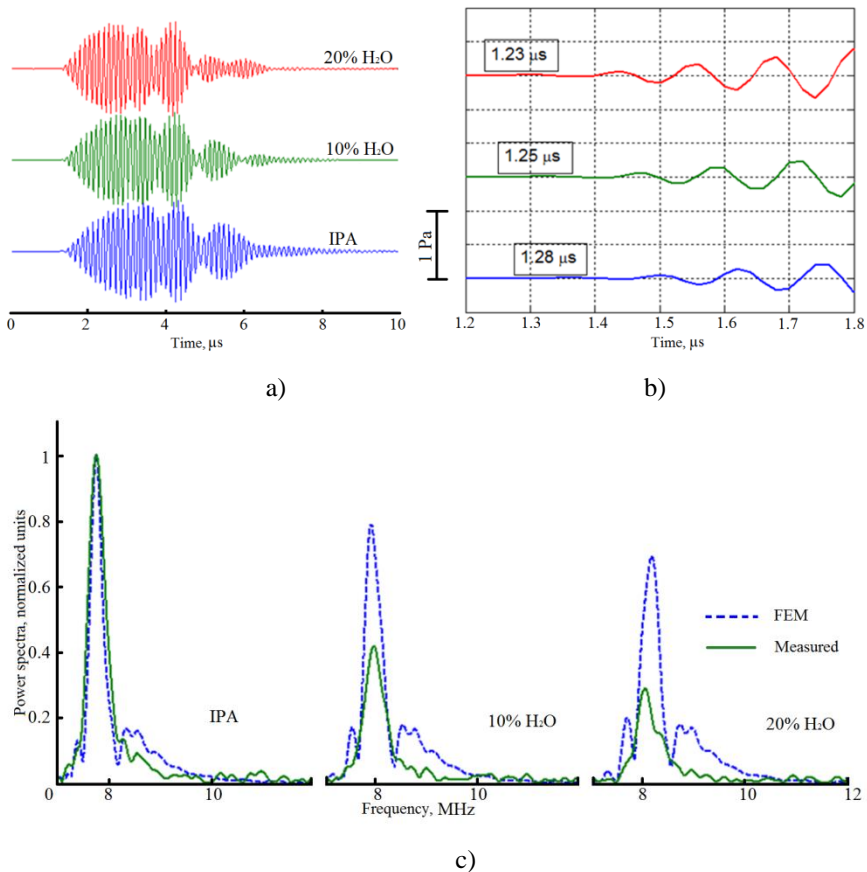 20% H₂O
10% H₂O
IPA
0 2 4 6 8 10
Time, μs
a)
1.23 μs
1.25 μs
1.28 μs
1 Pa
1.2 1.3 1.4 1.5 1.6 1.7 1.8
Time, μs
b)
Power spectra, normalized units
1
0.8
0.6
0.4
0.2
IPA
10% H₂O
20% H₂O
FEM
Measured
0 8 10 8 10 8 10 12
Frequency, MHz
c)